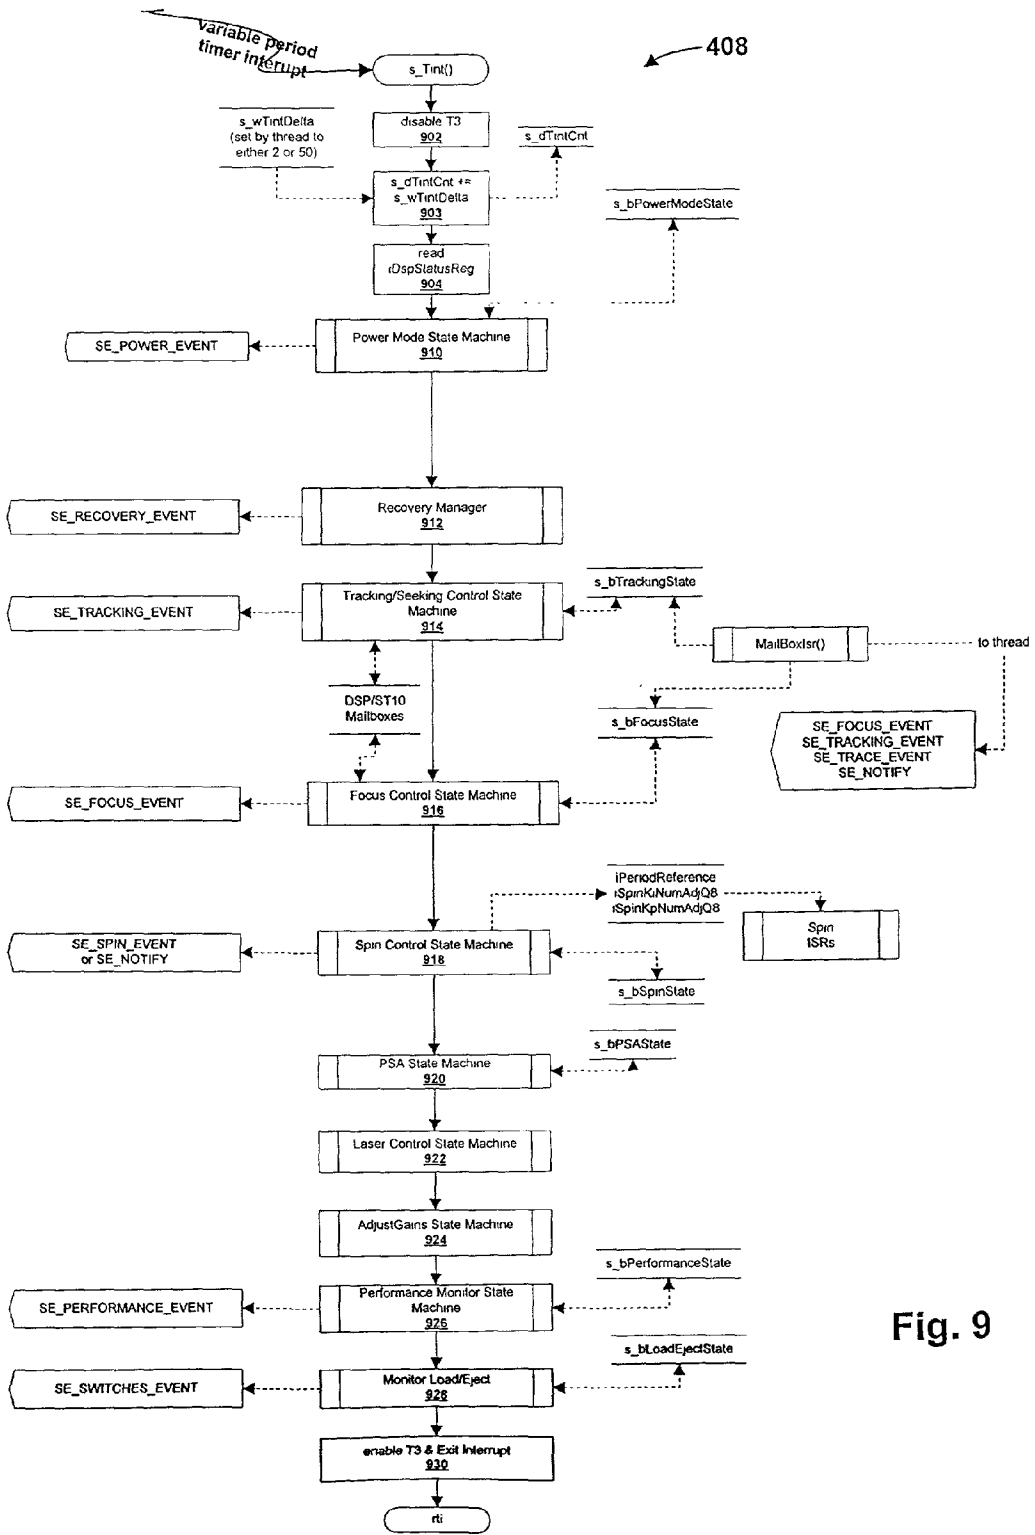 variable period
timer interupt
408
s_Tint()
s_wTintDelta
(set by thread to
either 2 or 50)
disable T3
902
s_dTintCnt
s_dTintCnt +=
s_wTintDelta
903
s_bPowerModeState
read
iDspStatusReg
904
Power Mode State Machine
910
SE_POWER_EVENT
Recovery Manager
912
SE_RECOVERY_EVENT
Tracking/Seeking Control State
Machine
914
SE_TRACKING_EVENT
s_bTrackingState
MailBoxIsr()
to thread
DSP/ST10
Mailboxes
s_bFocusState
SE_FOCUS_EVENT
SE_TRACKING_EVENT
SE_TRACE_EVENT
SE_NOTIFY
Focus Control State Machine
916
SE_FOCUS_EVENT
iPeriodReference
iSpinKiNumAdjQ8
iSpinKpNumAdjQ8
Spin
ISRs
Spin Control State Machine
918
SE_SPIN_EVENT
or SE_NOTIFY
s_bSpinState
s_bPSAState
PSA State Machine
920
Laser Control State Machine
922
AdjustGains State Machine
924
s_bPerformanceState
Performance Monitor State
Machine
926
SE_PERFORMANCE_EVENT
Fig. 9
s_bLoadEjectState
Monitor Load/Eject
928
SE_SWITCHES_EVENT
enable T3 & Exit Interrupt
930
rti